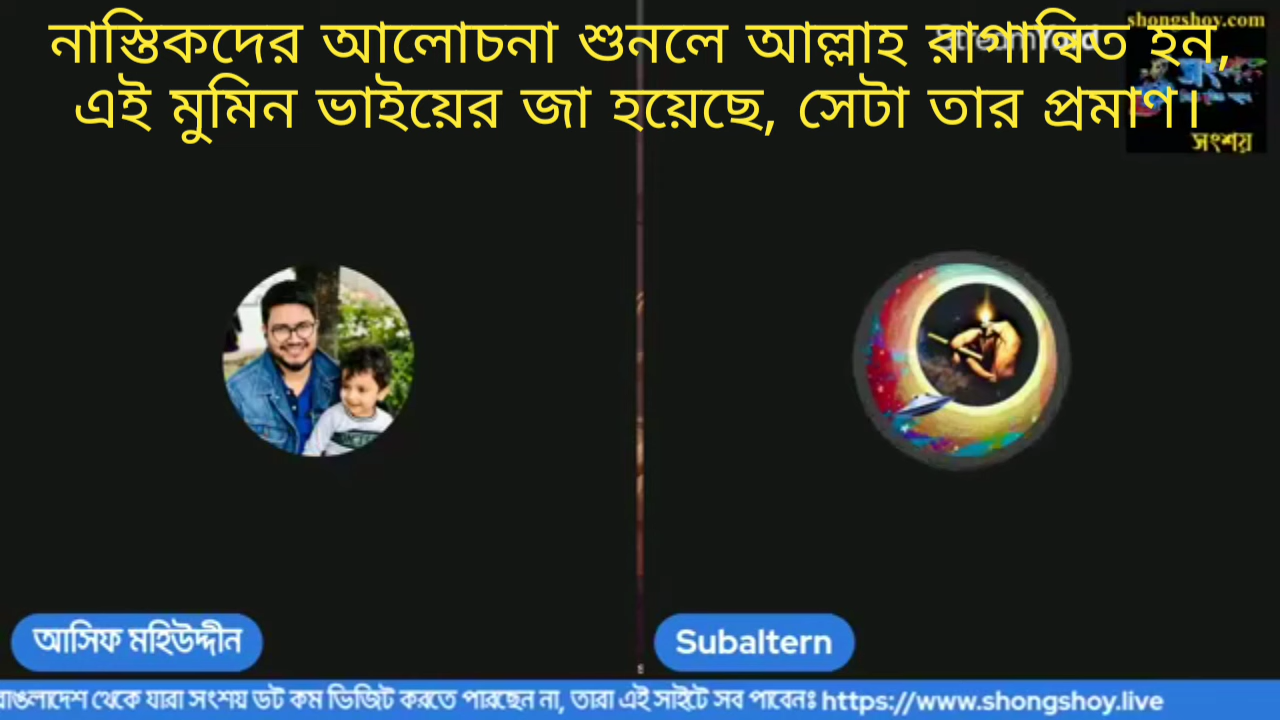 নাস্তিকদের আলোচনা শুনলে আল্লাহ রাগান্বিত হন,
এই মুমিন ভাইয়ের জা হয়েছে, সেটা তার প্রমাণ।
shongshoy.com
সংশয়
আসিফ মহিউদ্দীন
Subaltern
বাঙলাদেশ থেকে যারা সংশয় ডট কম ভিজিট করতে পারছেন না, তারা এই সাইটে সব পাবেনঃ https://www.shongshoy.live